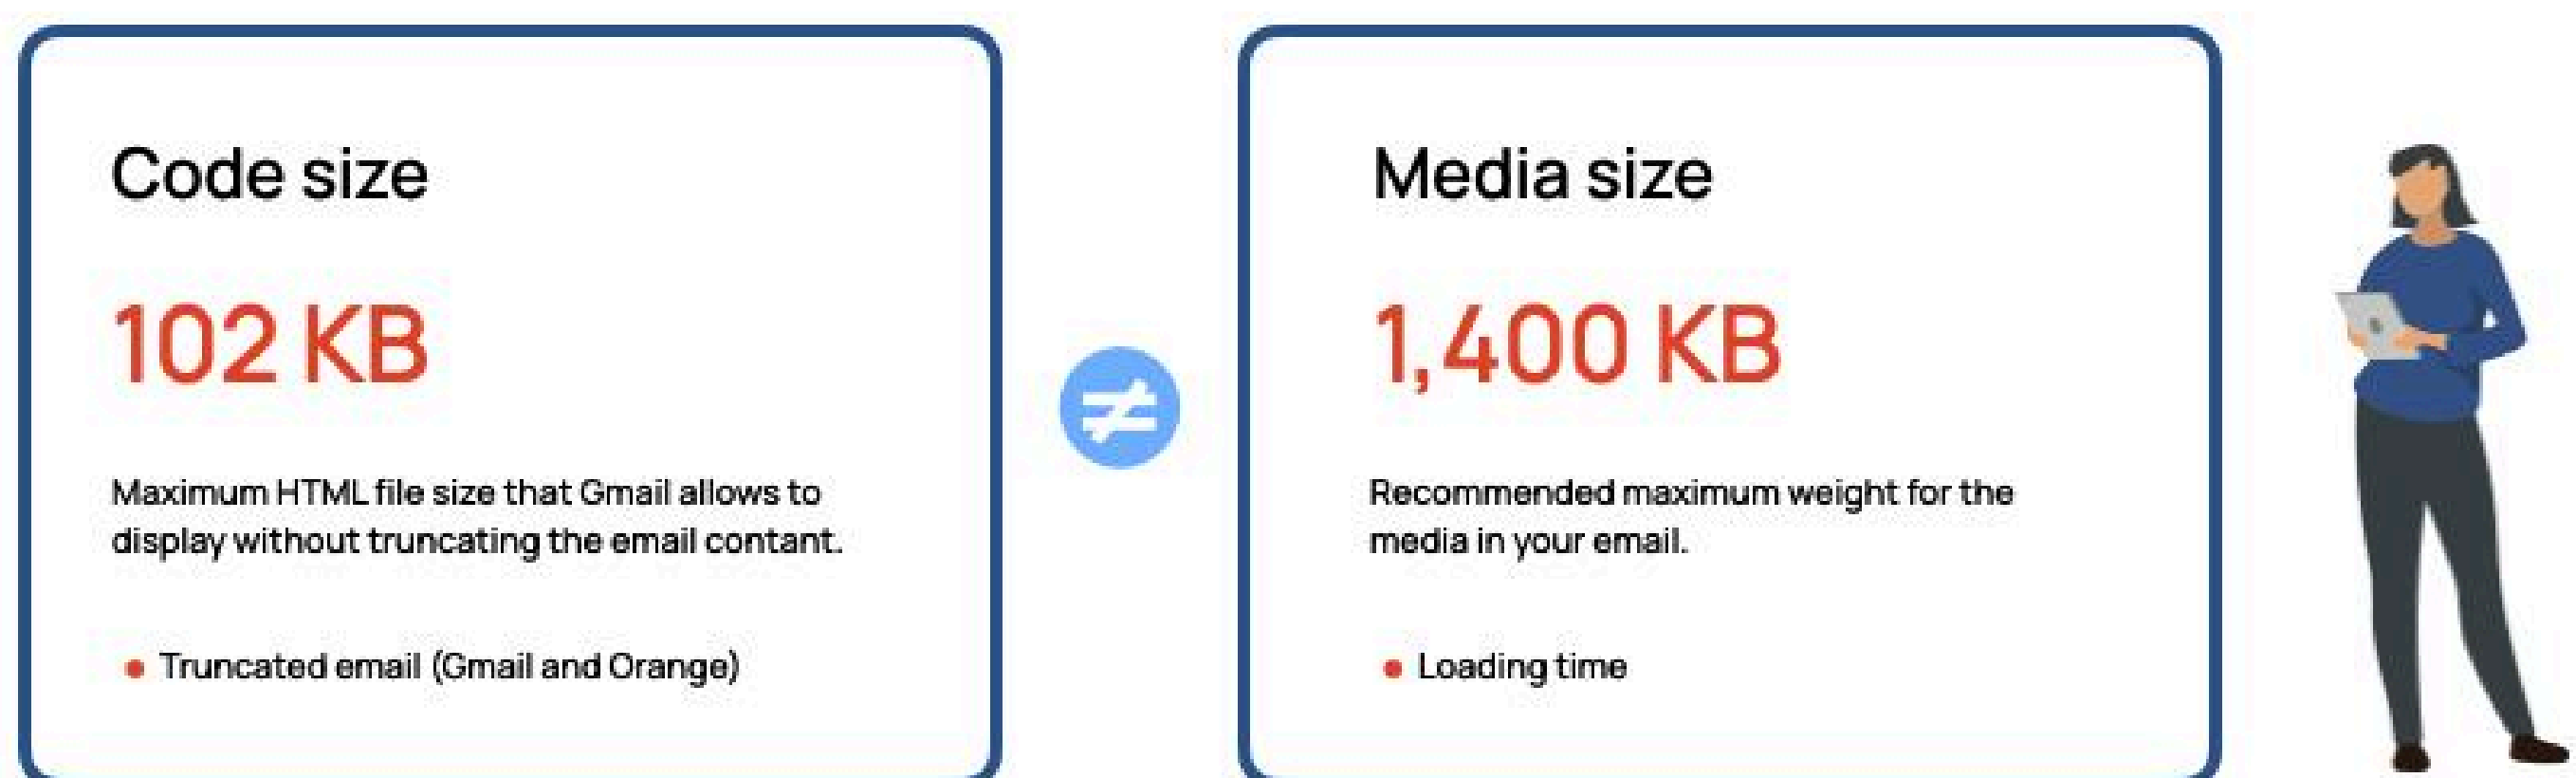 Code size
102 KB
Maximum HTML file size that Gmail allows to
display without truncating the email contant.
Truncated email (Gmail and Orange)
≠
Media size
1,400 KB
Recommended maximum weight for the
media in your email.
Loading time